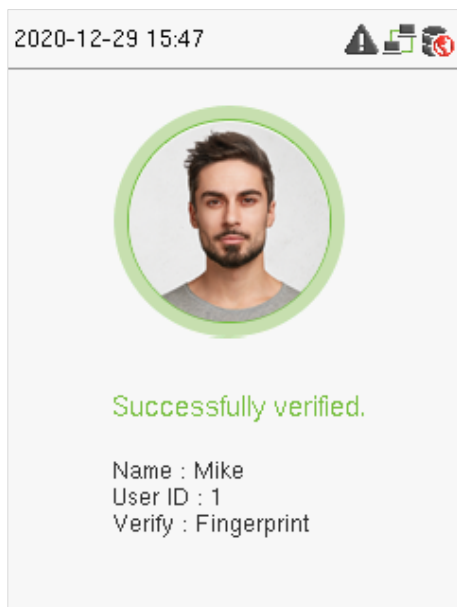 2020-12-29 15:47
Successfully verified.
Name : Mike
User ID : 1
Verify : Fingerprint